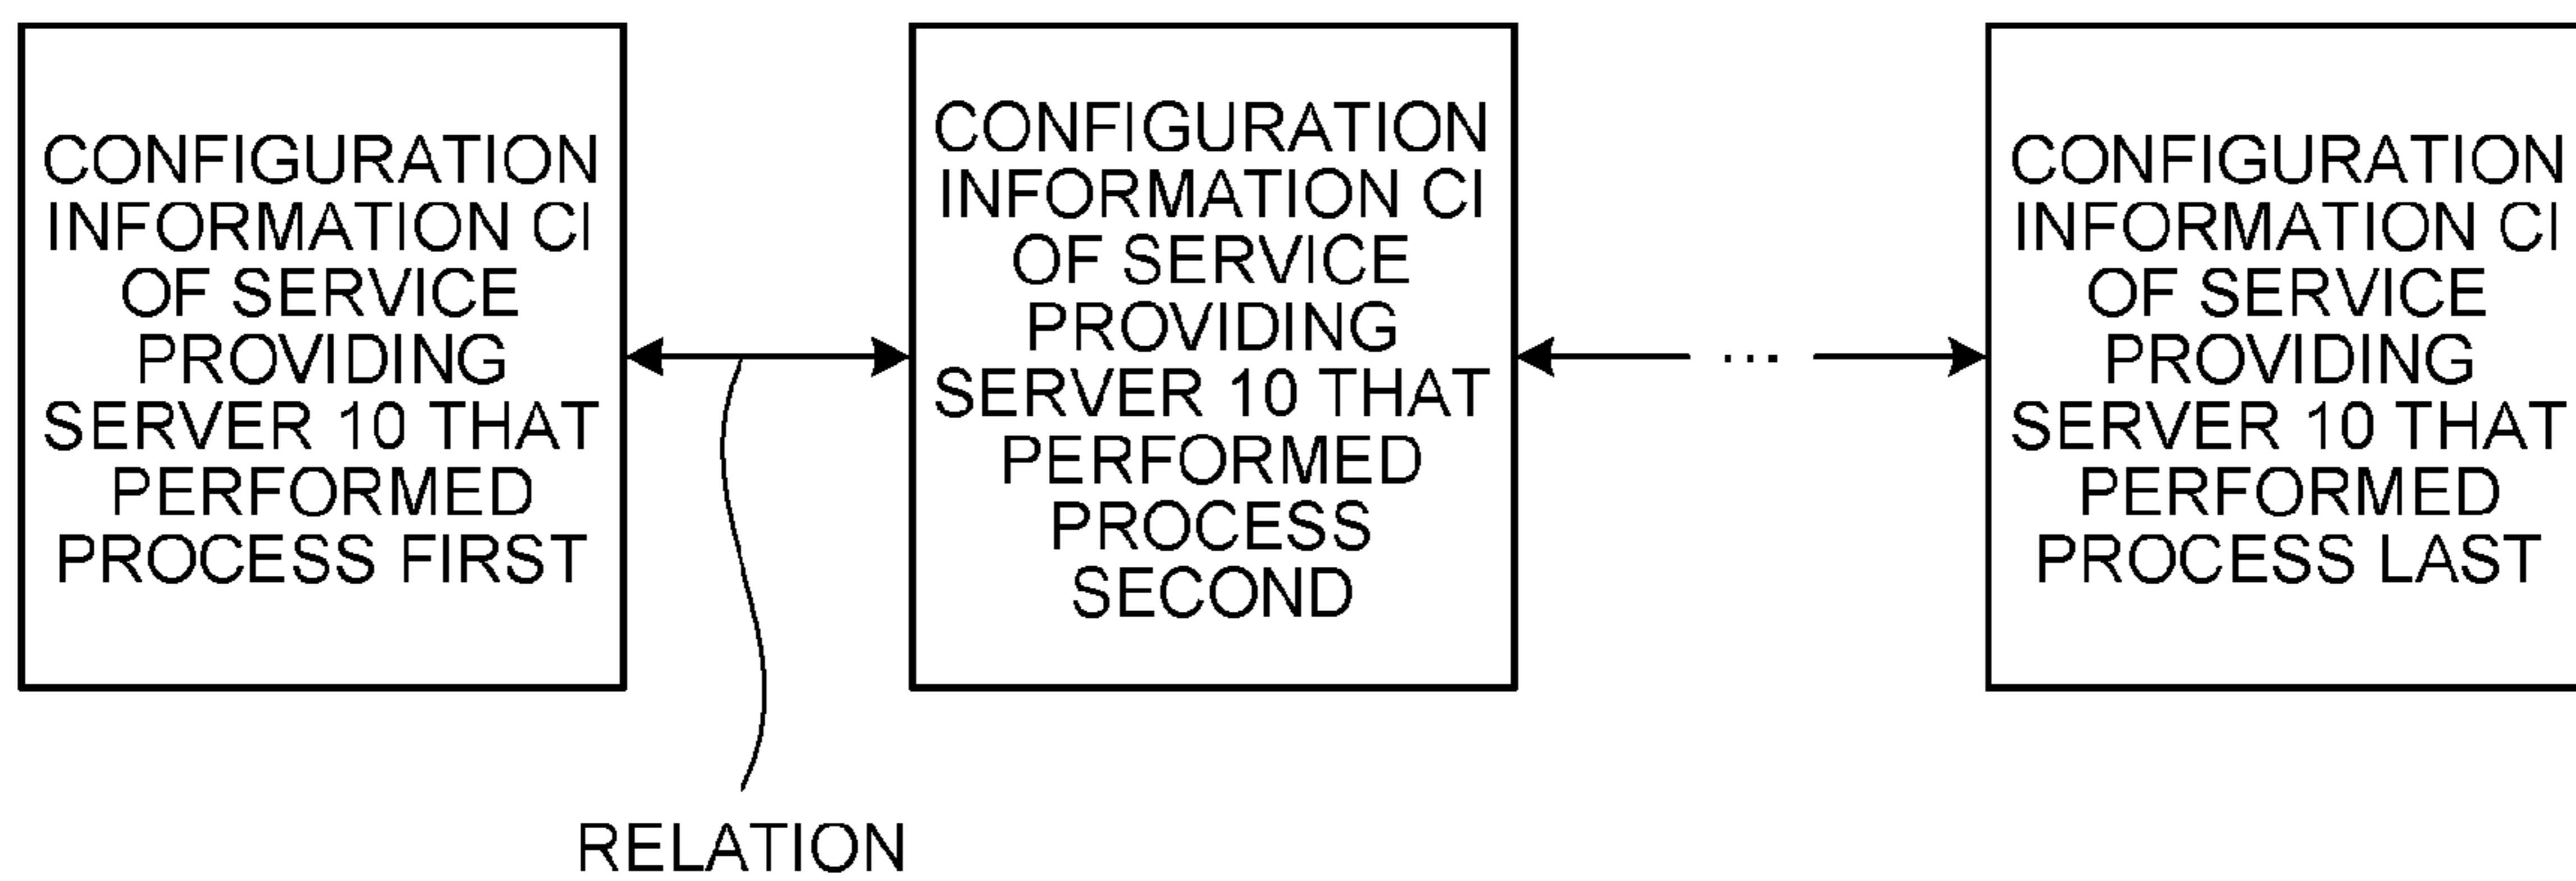 CONFIGURATION
INFORMATION CI
OF SERVICE
PROVIDING
SERVER 10 THAT
PERFORMED
PROCESS FIRST
CONFIGURATION
INFORMATION CI
OF SERVICE
PROVIDING
SERVER 10 THAT
PERFORMED
PROCESS
SECOND
...
CONFIGURATION
INFORMATION CI
OF SERVICE
PROVIDING
SERVER 10 THAT
PERFORMED
PROCESS LAST
RELATION